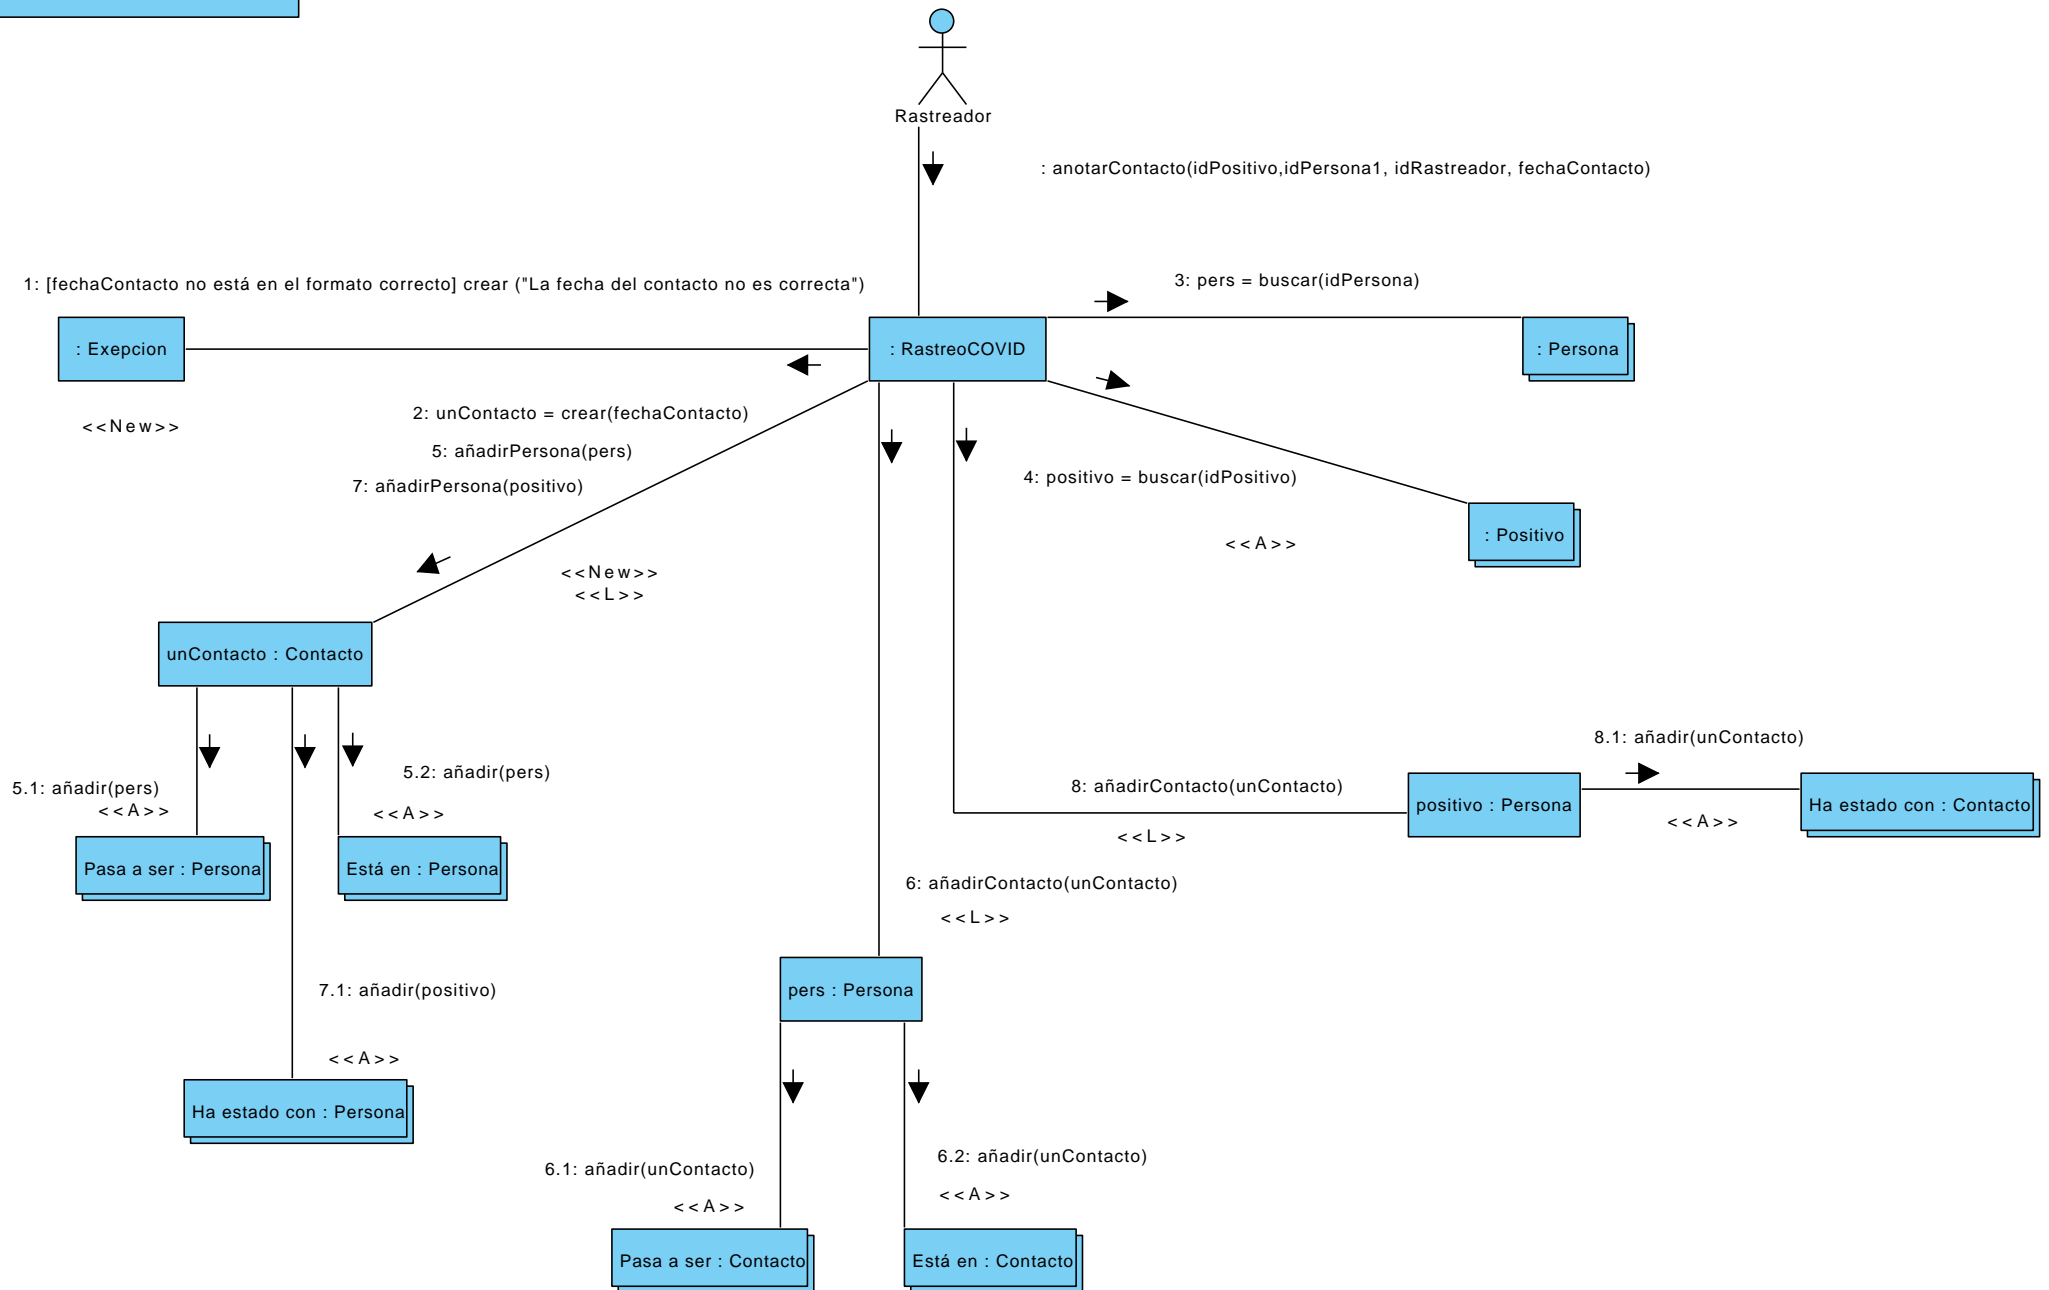 Rastreador
: anotarContacto(idPositivo,idPersona1, idRastreador, fechaContacto)
1: [fechaContacto no está en el formato correcto] crear ("La fecha del contacto no es correcta")
3: pers = buscar(idPersona)
: Exepcion
: RastreoCOVID
: Persona
<<New>>
2: unContacto = crear(fechaContacto)
5: añadirPersona(pers)
7: añadirPersona(positivo)
4: positivo = buscar(idPositivo)
: Positivo
<<A>>
<<New>>
<<L>>
unContacto : Contacto
8.1: añadir(unContacto)
5.1: añadir(pers)
<<A>>
5.2: añadir(pers)
<<A>>
8: añadirContacto(unContacto)
<<L>>
positivo : Persona
<<A>>
Ha estado con : Contacto
Pasa a ser : Persona
Está en : Persona
6: añadirContacto(unContacto)
<<L>>
7.1: añadir(positivo)
pers : Persona
<<A>>
Ha estado con : Persona
6.1: añadir(unContacto)
<<A>>
6.2: añadir(unContacto)
<<A>>
Pasa a ser : Contacto
Está en : Contacto